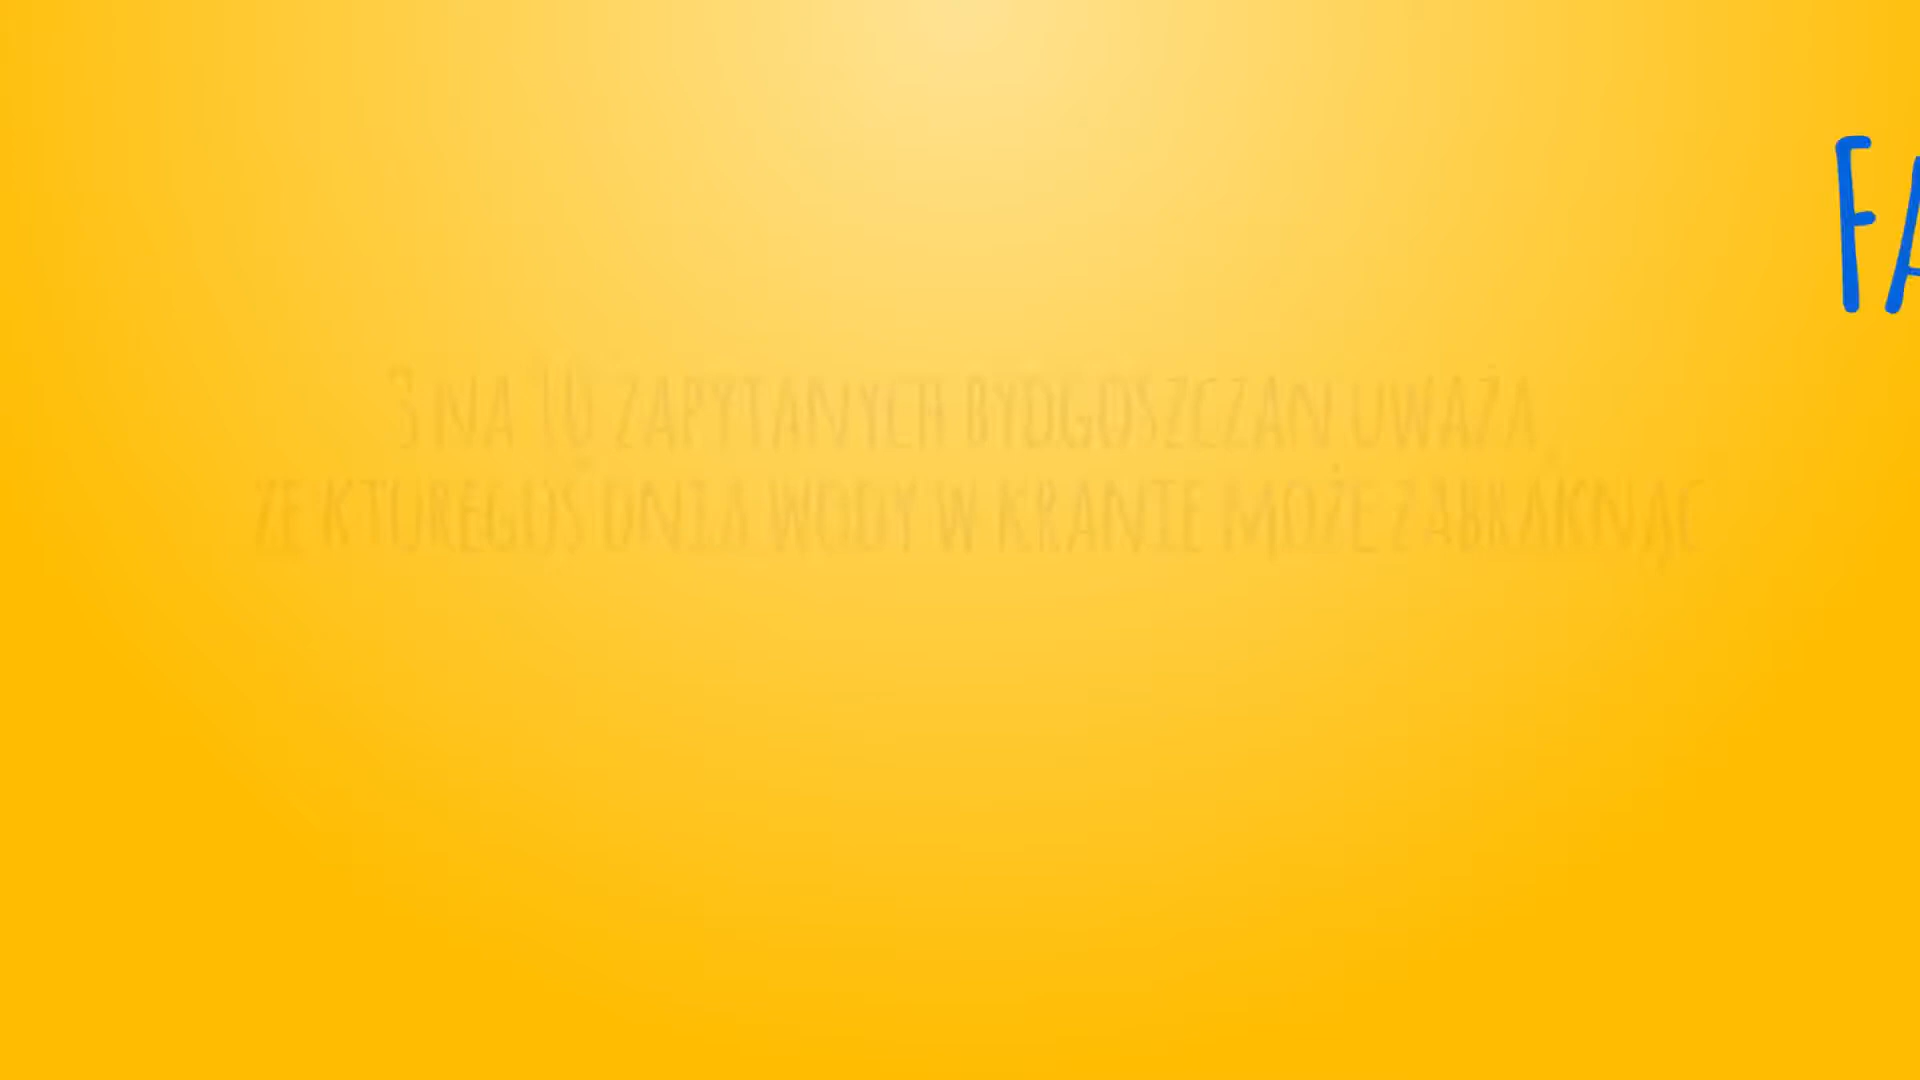 FA
3 NA 10 ZAPYTANYCH BYDGOSZCZAN UWAŻA,
ŻE KTÓREGOŚ DNIA WODY W KRANIE MOŻE ZABRAKNĄĆ